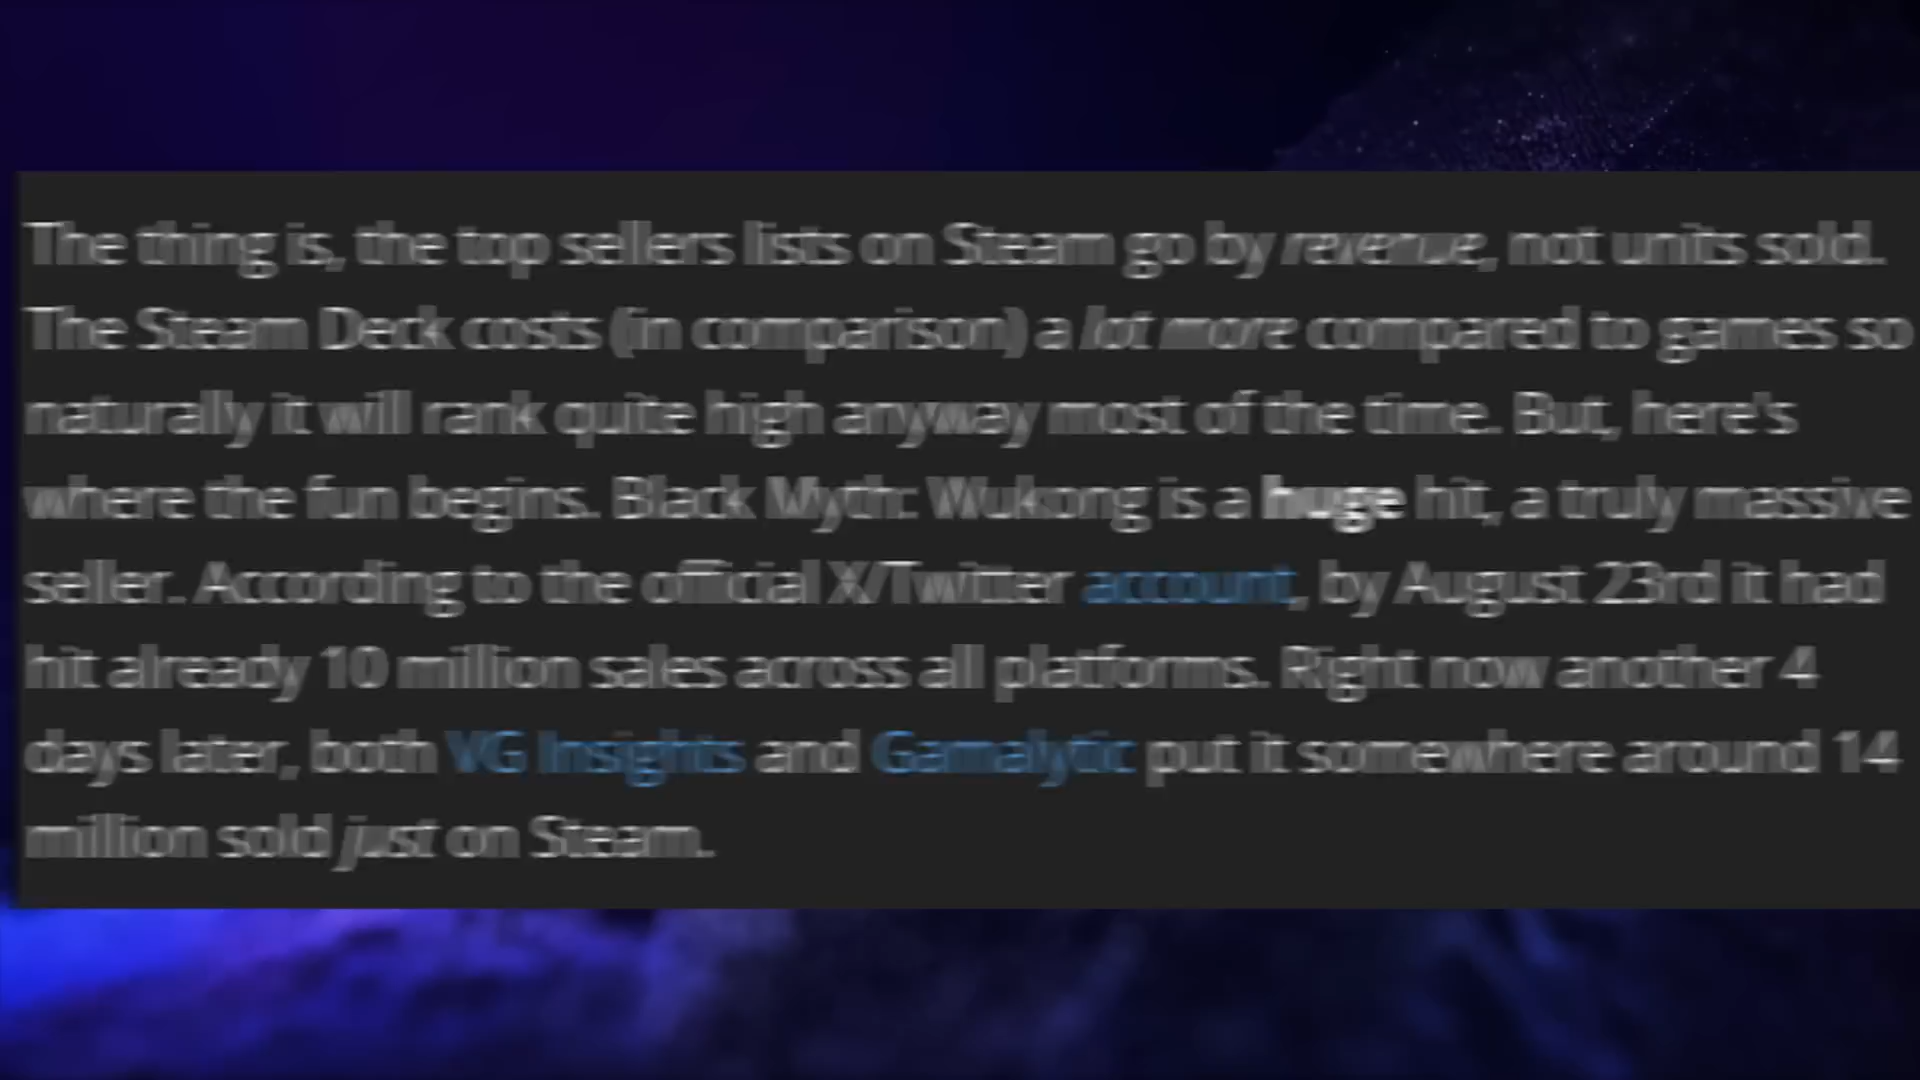 The thing is, the top sellers lists on Steam go by revenue, not units sold.
The Steam Deck costs (in comparison) a lot more compared to games so
naturally it will rank quite high anyway most of the time. But, here's
where the fun begins. Black Myth: Wukong is a huge hit, a truly massive
seller. According to the official X/Twitter account, by August 23rd it had
hit already 10 million sales across all platforms. Right now another 4
days later, both VG Insights and Gamalytic put it somewhere around 14
million sold just on Steam.